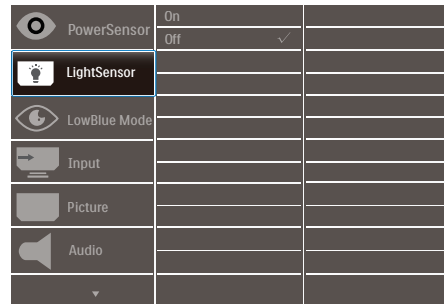 PowerSensor
On
Off
LightSensor
LowBlue Mode
Input
Picture
Audio